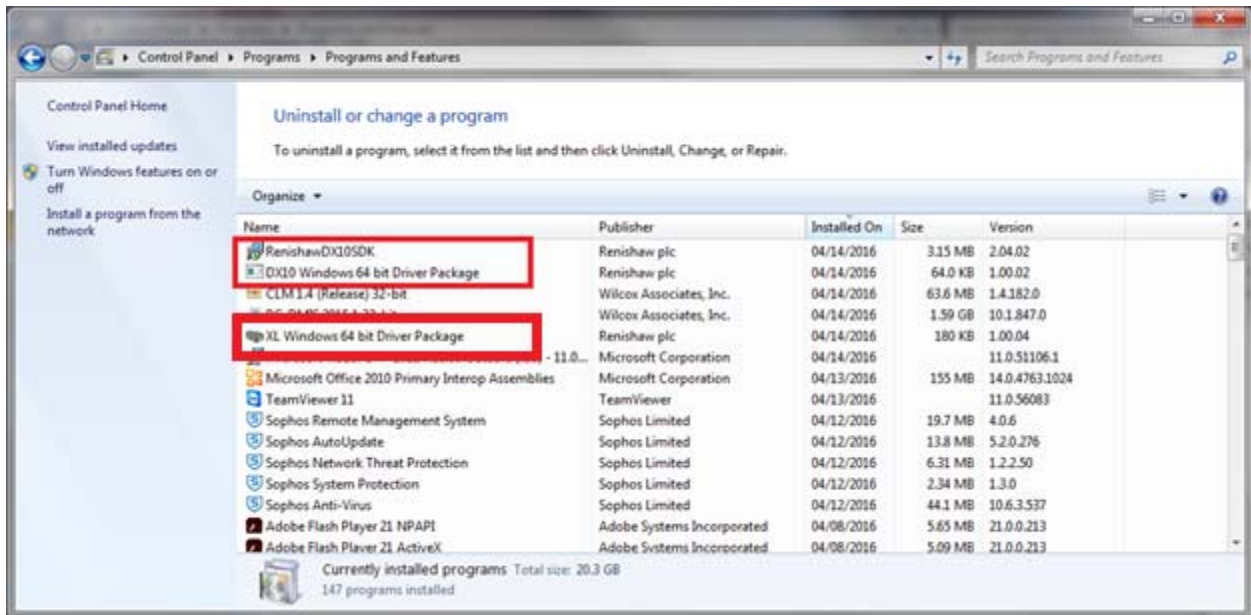 Control Panel ▸ Programs ▸ Programs and Features
Search Programs and Features
Control Panel Home
View installed updates
Turn Windows features on or
off
Install a program from the
network
Uninstall or change a program
To uninstall a program, select it from the list and then click Uninstall, Change, or Repair.
Organize
Name Publisher Installed On Size Version
RenishawDX10SDK Renishaw plc 04/14/2016 3.15 MB 2.04.02
DX10 Windows 64 bit Driver Package Renishaw plc 04/14/2016 64.0 KB 1.00.02
CLM 1.4 (Release) 32-bit Wilcox Associates, Inc. 04/14/2016 63.6 MB 1.4.182.0
Wilcox Associates, Inc. 04/14/2016 1.59 GB 10.1.847.0
XL Windows 64 bit Driver Package Renishaw plc 04/14/2016 180 KB 1.00.04
- 11.0... Microsoft Corporation 04/14/2016 11.0.51106.1
Microsoft Office 2010 Primary Interop Assemblies Microsoft Corporation 04/13/2016 155 MB 14.0.4763.1024
TeamViewer 11 TeamViewer 04/13/2016 11.0.56083
Sophos Remote Management System Sophos Limited 04/12/2016 19.7 MB 4.0.6
Sophos AutoUpdate Sophos Limited 04/12/2016 13.8 MB 5.2.0.276
Sophos Network Threat Protection Sophos Limited 04/12/2016 6.31 MB 1.2.2.50
Sophos System Protection Sophos Limited 04/12/2016 2.34 MB 1.3.0
Sophos Anti-Virus Sophos Limited 04/12/2016 44.1 MB 10.6.3.537
Adobe Flash Player 21 NPAPI Adobe Systems Incorporated 04/08/2016 5.65 MB 21.0.0.213
Adobe Flash Player 21 ActiveX Adobe Systems Incorporated 04/08/2016 5.09 MB 21.0.0.213
Currently installed programs Total size: 20.3 GB
147 programs installed